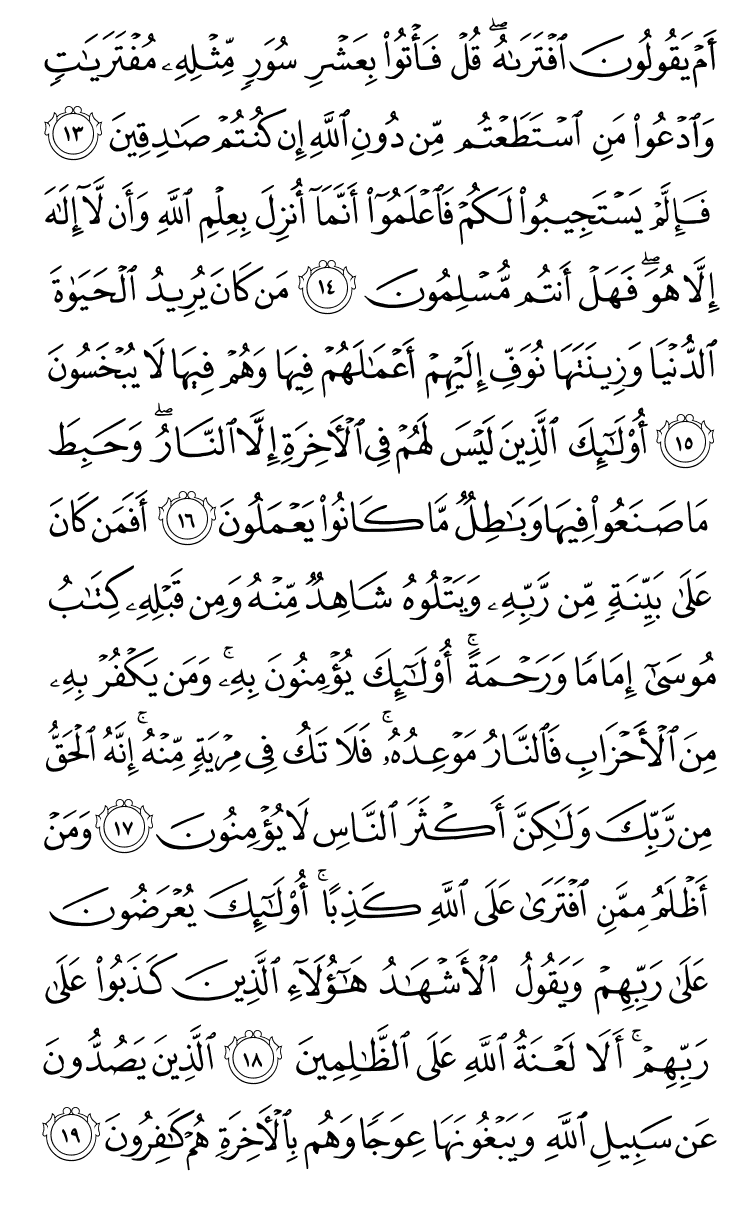 أَمۡ يَقُولُونَ ٱفۡتَرَىٰهُۖ قُلۡ فَأۡتُواْ بِعَشۡرِ سُوَرٖ مِّثۡلِهِۦ مُفۡتَرَيَٰتٖ
وَٱدۡعُواْ مَنِ ٱسۡتَطَعۡتُم مِّن دُونِ ٱللَّهِ إِن كُنتُمۡ صَٰدِقِينَ ١٣
فَإِلَّمۡ يَسۡتَجِيبُواْ لَكُمۡ فَٱعۡلَمُوٓاْ أَنَّمَآ أُنزِلَ بِعِلۡمِ ٱللَّهِ وَأَن لَّآ إِلَٰهَ
إِلَّا هُوَۖ فَهَلۡ أَنتُم مُّسۡلِمُونَ ١٤ مَن كَانَ يُرِيدُ ٱلۡحَيَوٰةَ
ٱلدُّنۡيَا وَزِينَتَهَا نُوَفِّ إِلَيۡهِمۡ أَعۡمَٰلَهُمۡ فِيهَا وَهُمۡ فِيهَا لَا يُبۡخَسُونَ
١٥ أُوْلَٰٓئِكَ ٱلَّذِينَ لَيۡسَ لَهُمۡ فِي ٱلۡأٓخِرَةِ إِلَّا ٱلنَّارُۖ وَحَبِطَ
مَا صَنَعُواْ فِيهَا وَبَٰطِلٞ مَّا كَانُواْ يَعۡمَلُونَ ١٦ أَفَمَن كَانَ
عَلَىٰ بَيِّنَةٖ مِّن رَّبِّهِۦ وَيَتۡلُوهُ شَاهِدٞ مِّنۡهُ وَمِن قَبۡلِهِۦ كِتَٰبُ
مُوسَىٰٓ إِمَامٗا وَرَحۡمَةًۚ أُوْلَٰٓئِكَ يُؤۡمِنُونَ بِهِۦۚ وَمَن يَكۡفُرۡ بِهِۦ
مِنَ ٱلۡأَحۡزَابِ فَٱلنَّارُ مَوۡعِدُهُۥۚ فَلَا تَكُ فِي مِرۡيَةٖ مِّنۡهُۚ إِنَّهُ ٱلۡحَقُّ
مِن رَّبِّكَ وَلَٰكِنَّ أَكۡثَرَ ٱلنَّاسِ لَا يُؤۡمِنُونَ ١٧ وَمَنۡ
أَظۡلَمُ مِمَّنِ ٱفۡتَرَىٰ عَلَى ٱللَّهِ كَذِبًاۚ أُوْلَٰٓئِكَ يُعۡرَضُونَ
عَلَىٰ رَبِّهِمۡ وَيَقُولُ ٱلۡأَشۡهَٰدُ هَٰٓؤُلَآءِ ٱلَّذِينَ كَذَبُواْ عَلَىٰ
رَبِّهِمۡۚ أَلَا لَعۡنَةُ ٱللَّهِ عَلَى ٱلظَّٰلِمِينَ ١٨ ٱلَّذِينَ يَصُدُّونَ
عَن سَبِيلِ ٱللَّهِ وَيَبۡغُونَهَا عِوَجٗا وَهُم بِٱلۡأٓخِرَةِ هُمۡ كَٰفِرُونَ ١٩